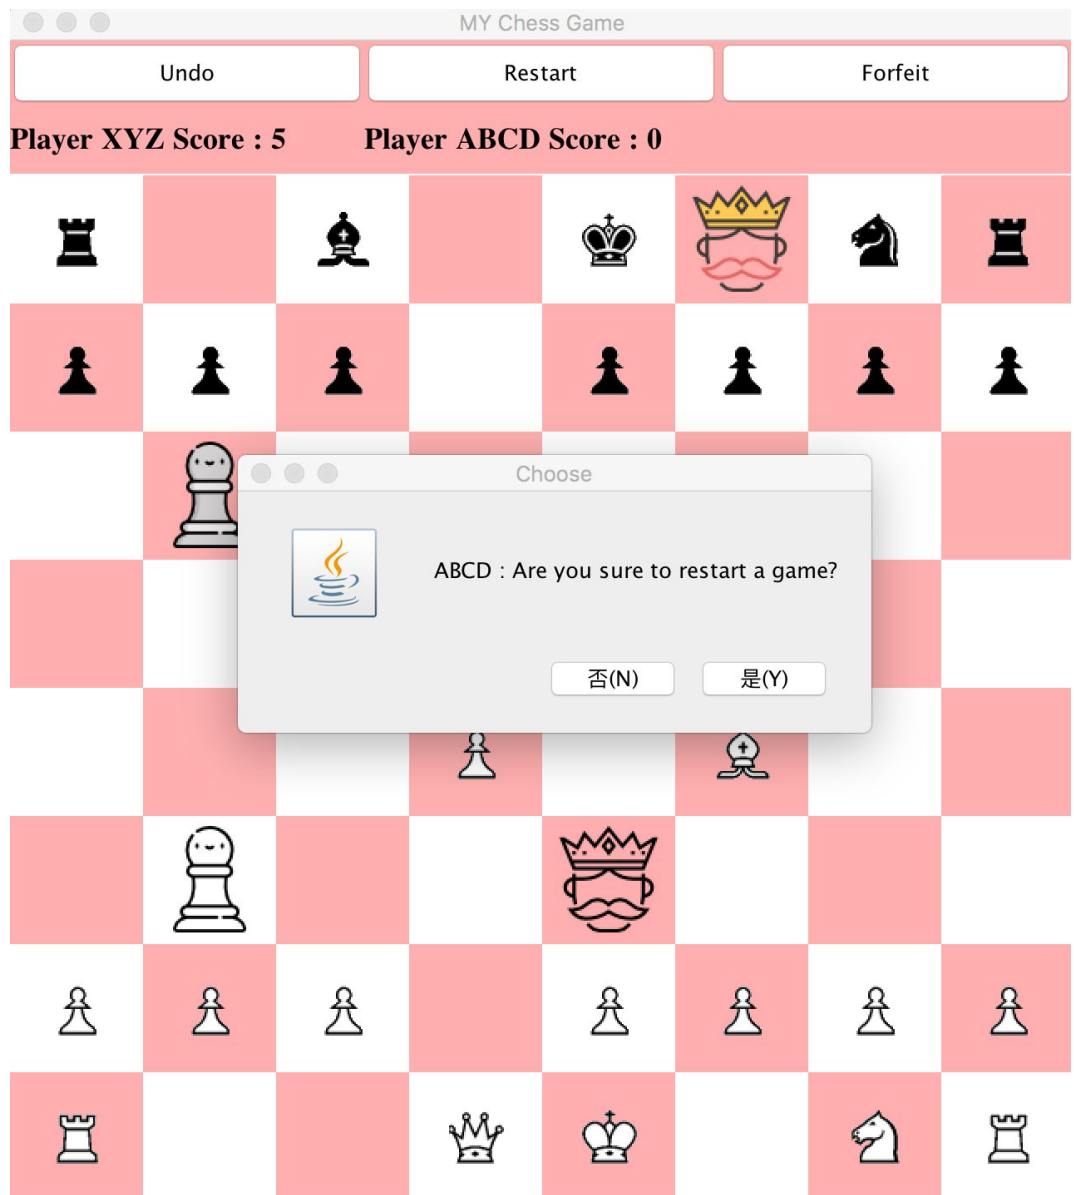 MY Chess Game
Undo Restart Forfeit
Player XYZ Score : 5 Player ABCD Score : 0
Choose
ABCD : Are you sure to restart a game?
否(N) 是(Y)